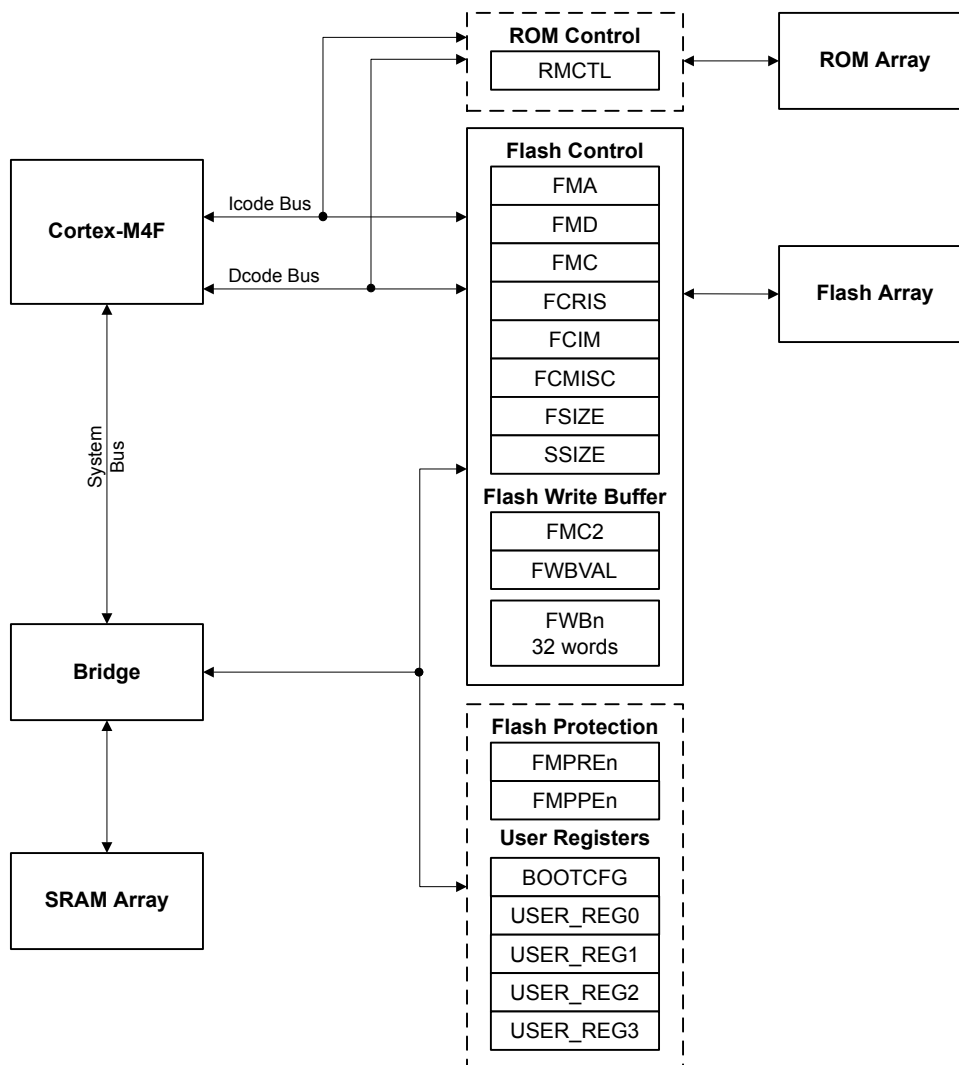 ROM Control
RMCTL
ROM Array
Flash Control
FMA
FMD
FMC
FCRIS
FCIM
FCMISC
FSIZE
SSIZE
Flash Write Buffer
FMC2
FWBVAL
FWBn
32 words
Cortex-M4F
Icode Bus
Dcode Bus
Flash Array
System
Bus
Bridge
SRAM Array
Flash Protection
FMPREn
FMPPEn
User Registers
BOOTCFG
USER_REG0
USER_REG1
USER_REG2
USER_REG3